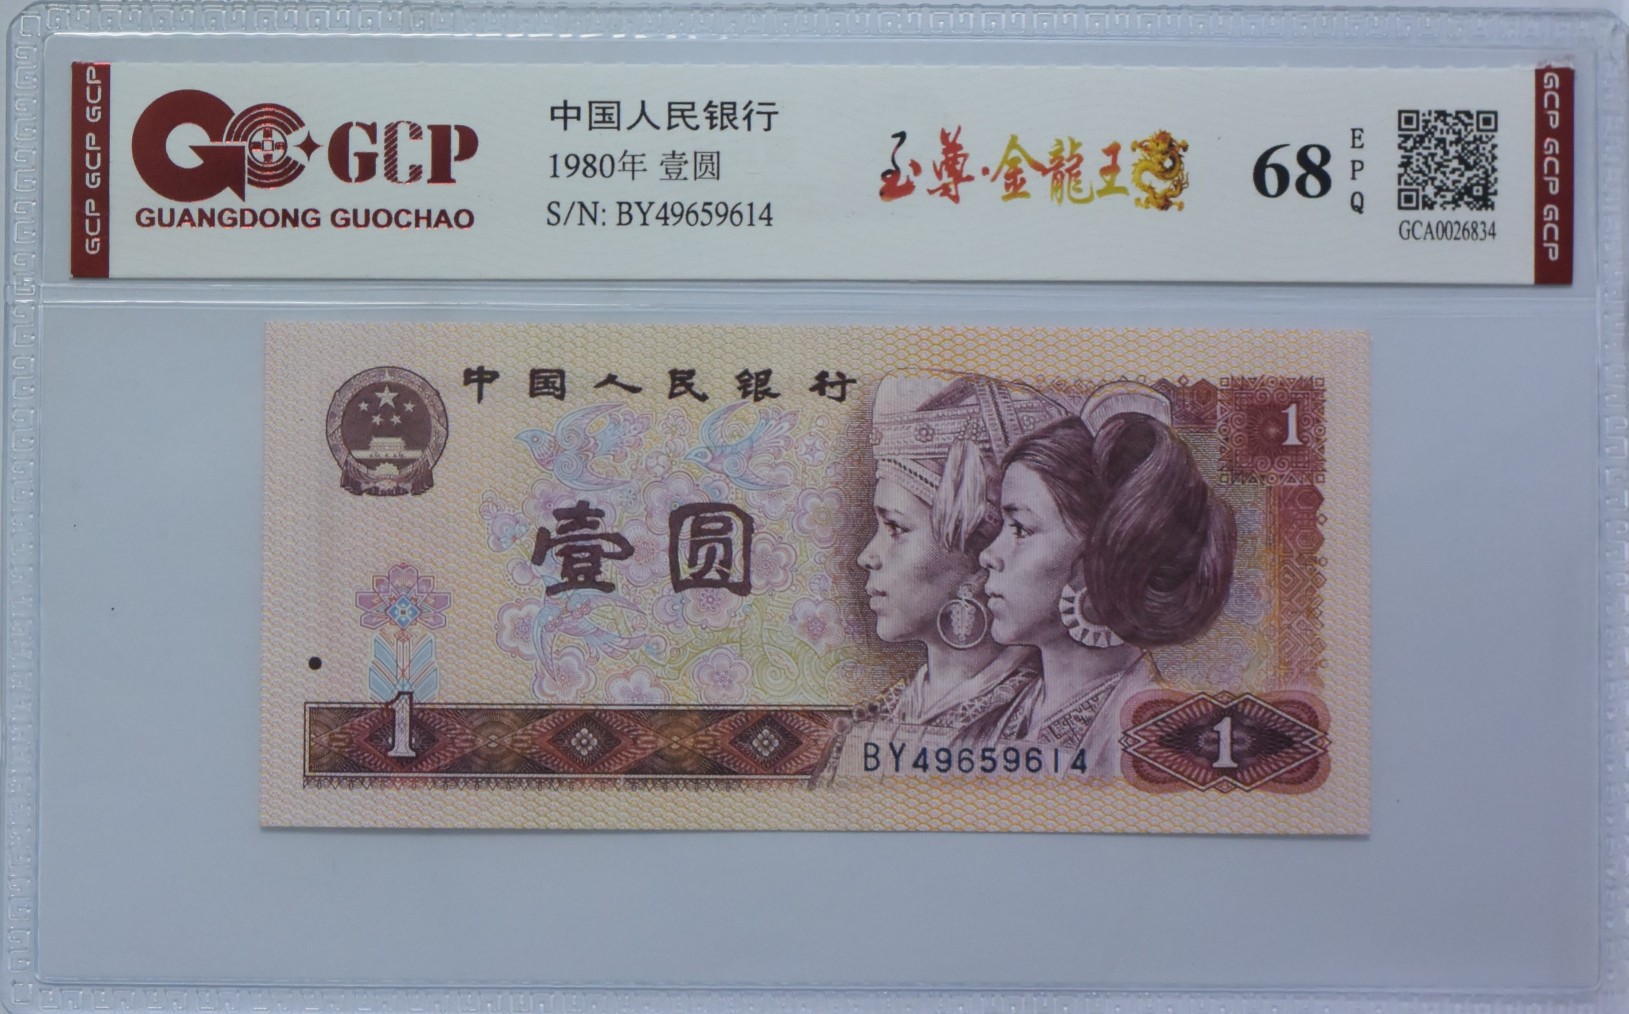 GCP GCP GCP
GCP
GUANGDONG GUOCHAO
中国人民银行
1980年 壹圆
S/N: BY49659614
至尊·金龍王
68
EPQ
GCA0026834
GCP GCP GCP
中国人民银行
1
壹圆
1
BY49659614
1